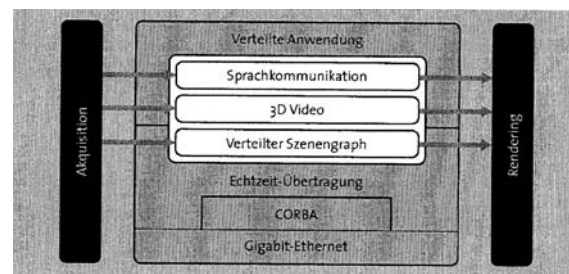 Verteilte Anwendung
Akquisition
Sprachkommunikation
3D Video
Verteilter Szenengraph
Rendering
Echtzeit-Übertragung
CORBA
Gigabit-Ethernet